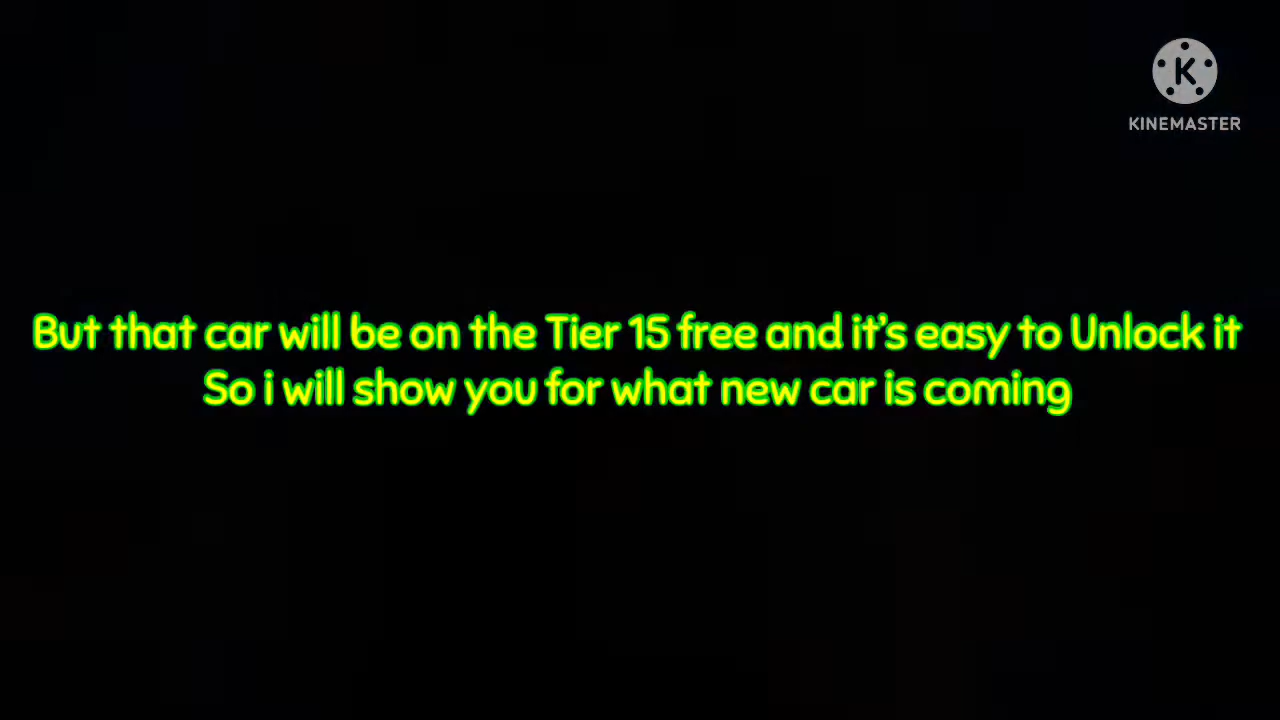 K
KINEMASTER
But that car will be on the Tier 15 free and it's easy to Unlock it
So i will show you for what new car is coming